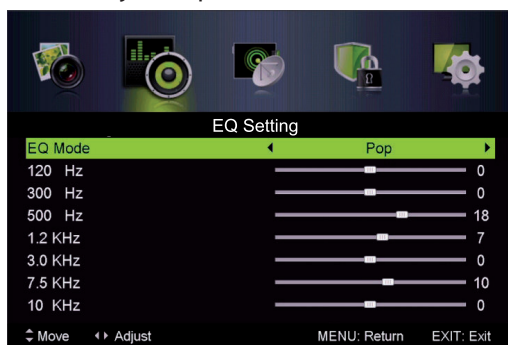 EQ Setting
EQ Mode Pop
120 Hz 0
300 Hz 0
500 Hz 18
1.2 KHz 7
3.0 KHz 0
7.5 KHz 10
10 KHz 0
Move Adjust MENU: Return EXIT: Exit